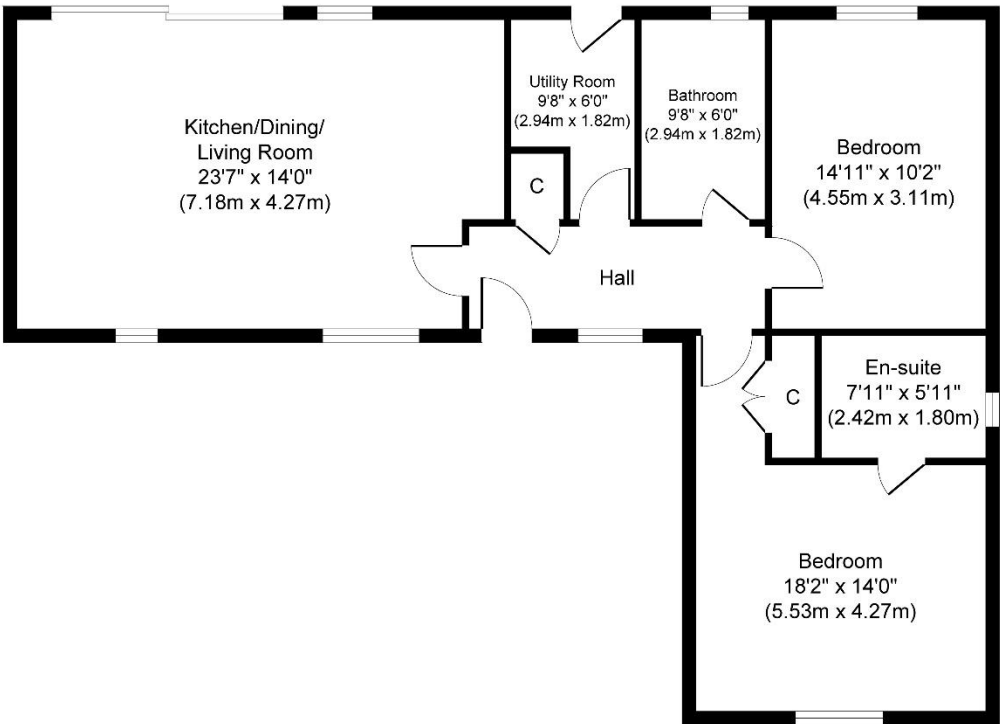 Kitchen/Dining/
Living Room
23'7" x 14'0"
(7.18m x 4.27m)
Utility Room
9'8" x 6'0"
(2.94m x 1.82m)
Bathroom
9'8" x 6'0"
(2.94m x 1.82m)
Bedroom
14'11" x 10'2"
(4.55m x 3.11m)
C
Hall
C
En-suite
7'11" x 5'11"
(2.42m x 1.80m)
Bedroom
18'2" x 14'0"
(5.53m x 4.27m)